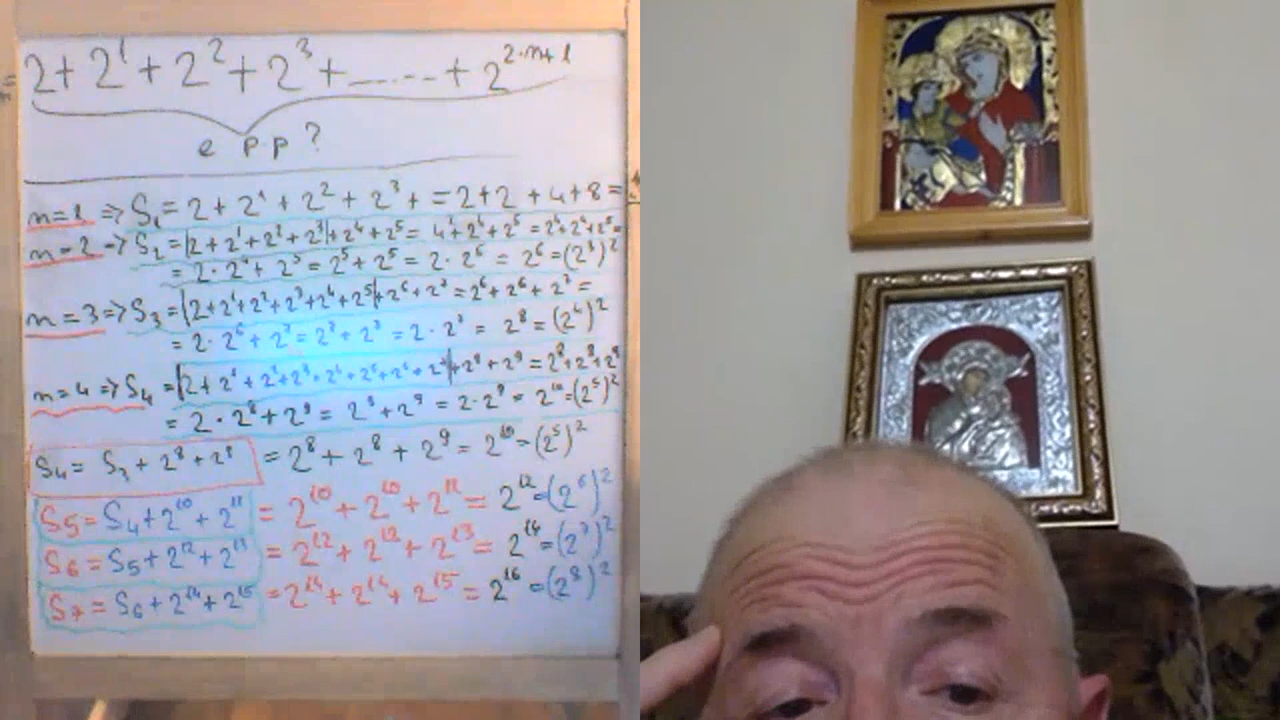 2 + 2¹ + 2² + 2³ + ..... + 2^(2·n+1)
e p.p ?
n=1 => S₁ = 2 + 2¹ + 2² + 2³ + = 2+2 + 4+8 =
n=2 => S₂ = |2+2¹+2²+2³|+2⁴+2⁵ = 4²+2⁴+2⁵ = 2⁴+2⁴+2⁵=
= 2·2⁴+2⁵ = 2⁵+2⁵ = 2·2⁵ = 2⁶ = (2³)²
n=3 => S₃ = |2+2¹+2²+2³+2⁴+2⁵|+2⁶+2⁷ = 2⁶+2⁶+2⁷ =
= 2·2⁶+2⁷ = 2⁷+2⁷ = 2·2⁷ = 2⁸ = (2⁴)²
n=4 => S₄ = |2+2¹+2²+2³+2⁴+2⁵+2⁶+2⁷|+2⁸+2⁹ = 2⁸+2⁸+2⁹
= 2·2⁸+2⁹ = 2⁹+2⁹ = 2·2⁹ = 2¹⁰ = (2⁵)²
S₄ = S₃ + 2⁸ + 2⁹ = 2⁸ + 2⁸ + 2⁹ = 2¹⁰ = (2⁵)²
S₅ = S₄ + 2¹⁰ + 2¹¹ = 2¹⁰ + 2¹⁰ + 2¹¹ = 2¹² = (2⁶)²
S₆ = S₅ + 2¹² + 2¹³ = 2¹² + 2¹² + 2¹³ = 2¹⁴ = (2⁷)²
S₇ = S₆ + 2¹⁴ + 2¹⁵ = 2¹⁴ + 2¹⁴ + 2¹⁵ = 2¹⁶ = (2⁸)²